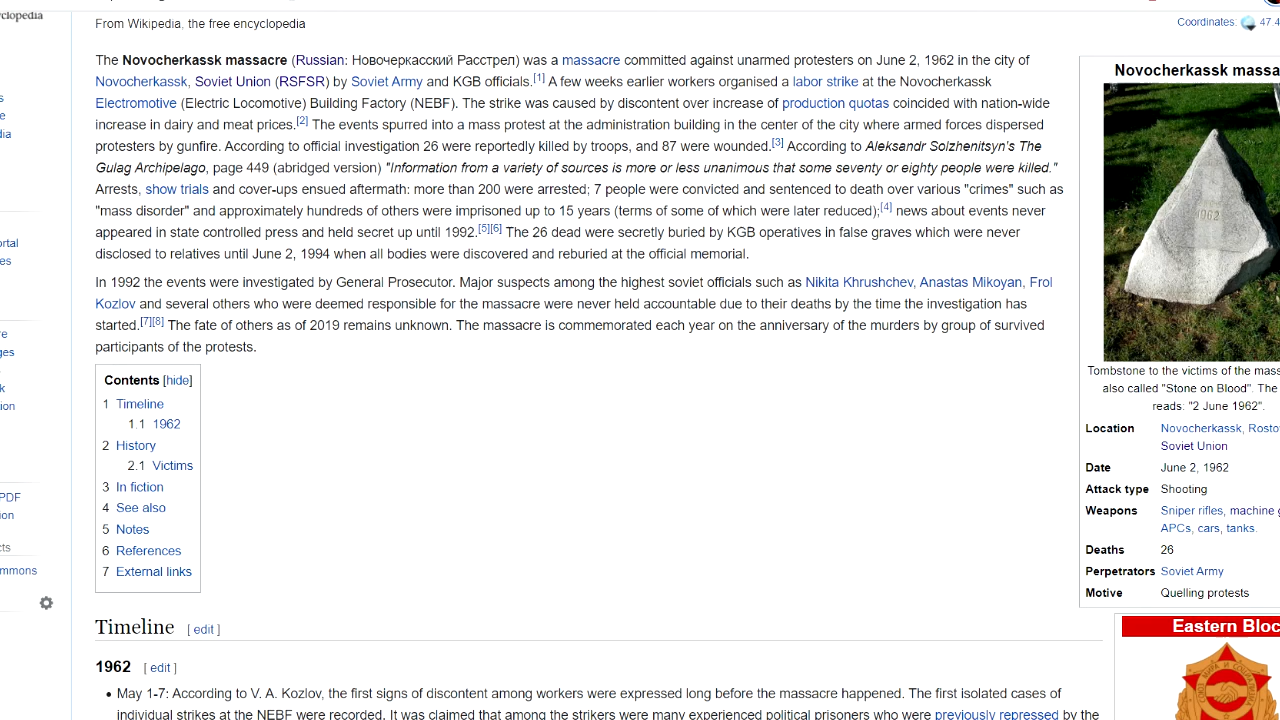 clopedia
From Wikipedia, the free encyclopedia
Coordinates: 47.4
The Novocherkassk massacre (Russian: Новочеркасский Расстрел) was a massacre committed against unarmed protesters on June 2, 1962 in the city of
Novocherkassk, Soviet Union (RSFSR) by Soviet Army and KGB officials.[1] A few weeks earlier workers organised a labor strike at the Novocherkassk
Electromotive (Electric Locomotive) Building Factory (NEBF). The strike was caused by discontent over increase of production quotas coincided with nation-wide
increase in dairy and meat prices.[2] The events spurred into a mass protest at the administration building in the center of the city where armed forces dispersed
protesters by gunfire. According to official investigation 26 were reportedly killed by troops, and 87 were wounded.[3] According to Aleksandr Solzhenitsyn's The
Gulag Archipelago, page 449 (abridged version) "Information from a variety of sources is more or less unanimous that some seventy or eighty people were killed."
Arrests, show trials and cover-ups ensued aftermath: more than 200 were arrested; 7 people were convicted and sentenced to death over various "crimes" such as
"mass disorder" and approximately hundreds of others were imprisoned up to 15 years (terms of some of which were later reduced);[4] news about events never
appeared in state controlled press and held secret up until 1992.[5][6] The 26 dead were secretly buried by KGB operatives in false graves which were never
disclosed to relatives until June 2, 1994 when all bodies were discovered and reburied at the official memorial.
In 1992 the events were investigated by General Prosecutor. Major suspects among the highest soviet officials such as Nikita Khrushchev, Anastas Mikoyan, Frol
Kozlov and several others who were deemed responsible for the massacre were never held accountable due to their deaths by the time the investigation has
started.[7][8] The fate of others as of 2019 remains unknown. The massacre is commemorated each year on the anniversary of the murders by group of survived
participants of the protests.
Contents [hide]
1 Timeline
1.1 1962
2 History
2.1 Victims
3 In fiction
4 See also
5 Notes
6 References
7 External links
Timeline [ edit ]
1962 [ edit ]
• May 1-7: According to V. A. Kozlov, the first signs of discontent among workers were expressed long before the massacre happened. The first isolated cases of
individual strikes at the NEBF were recorded. It was claimed that among the strikers were many experienced political prisoners who were previously repressed by the
Novocherkassk massa
1962
Tombstone to the victims of the mass
also called "Stone on Blood". The
reads: "2 June 1962".
Location Novocherkassk, Rosto
Soviet Union
Date June 2, 1962
Attack type Shooting
Weapons Sniper rifles, machine g
APCs, cars, tanks.
Deaths 26
Perpetrators Soviet Army
Motive Quelling protests
Eastern Bloc
s
e
dia
ortal
es
re
ges
k
ion
PDF
ion
cts
mmons